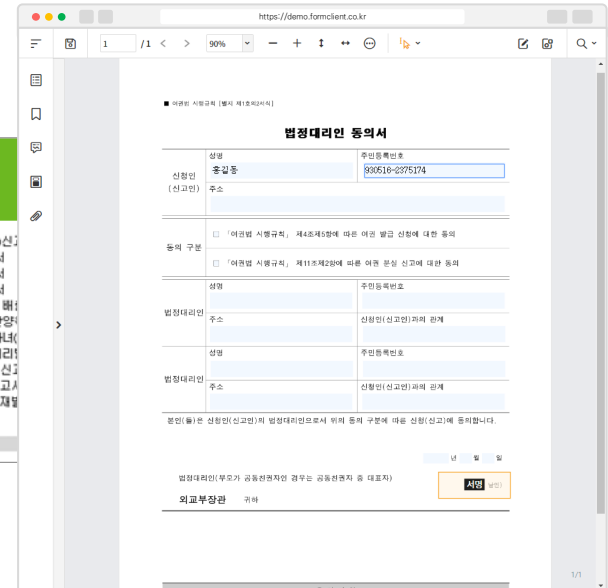 https://demo.formclient.co.kr
1 /1 90%
■ 여권법 시행규칙 [별지 제1호의2서식]
법정대리인 동의서
신청인
(신고인)
성명
홍길동
주민등록번호
930516-2375174
주소
동의 구분
「여권법 시행규칙」 제4조제5항에 따른 여권 발급 신청에 대한 동의
「여권법 시행규칙」 제11조제2항에 따른 여권 분실 신고에 대한 동의
법정대리인
성명
주민등록번호
주소
신청인(신고인)과의 관계
법정대리인
성명
주민등록번호
주소
신청인(신고인)과의 관계
본인(들)은 신청인(신고인)의 법정대리인으로서 위의 동의 구분에 따른 신청(신고)에 동의합니다.
년 월 일
법정대리인(부모가 공동친권자인 경우는 공동친권자 중 대표자)
서명
날인)
외교부장관 귀하
1/1